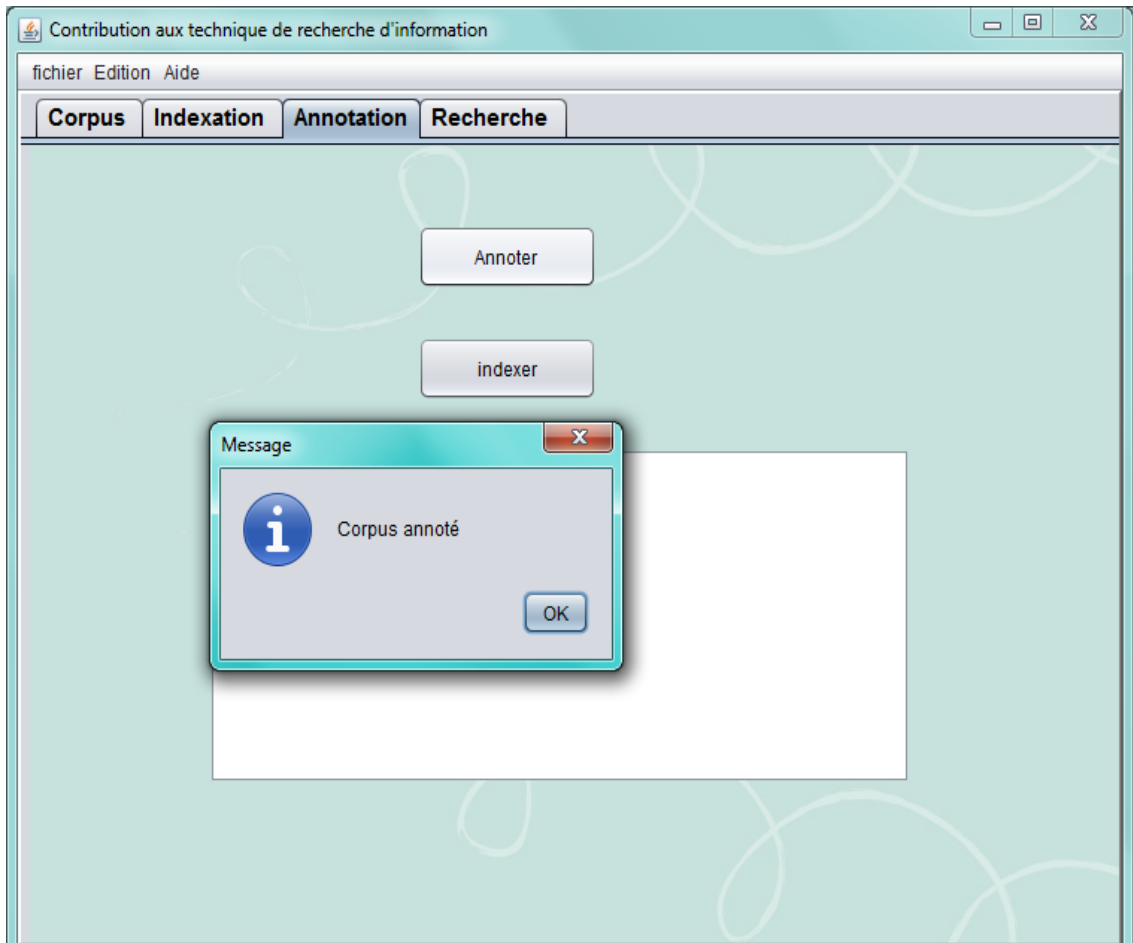 Contribution aux technique de recherche d'information
fichier Edition Aide
Corpus Indexation Annotation Recherche
Annoter
indexer
Message
Corpus annoté
OK